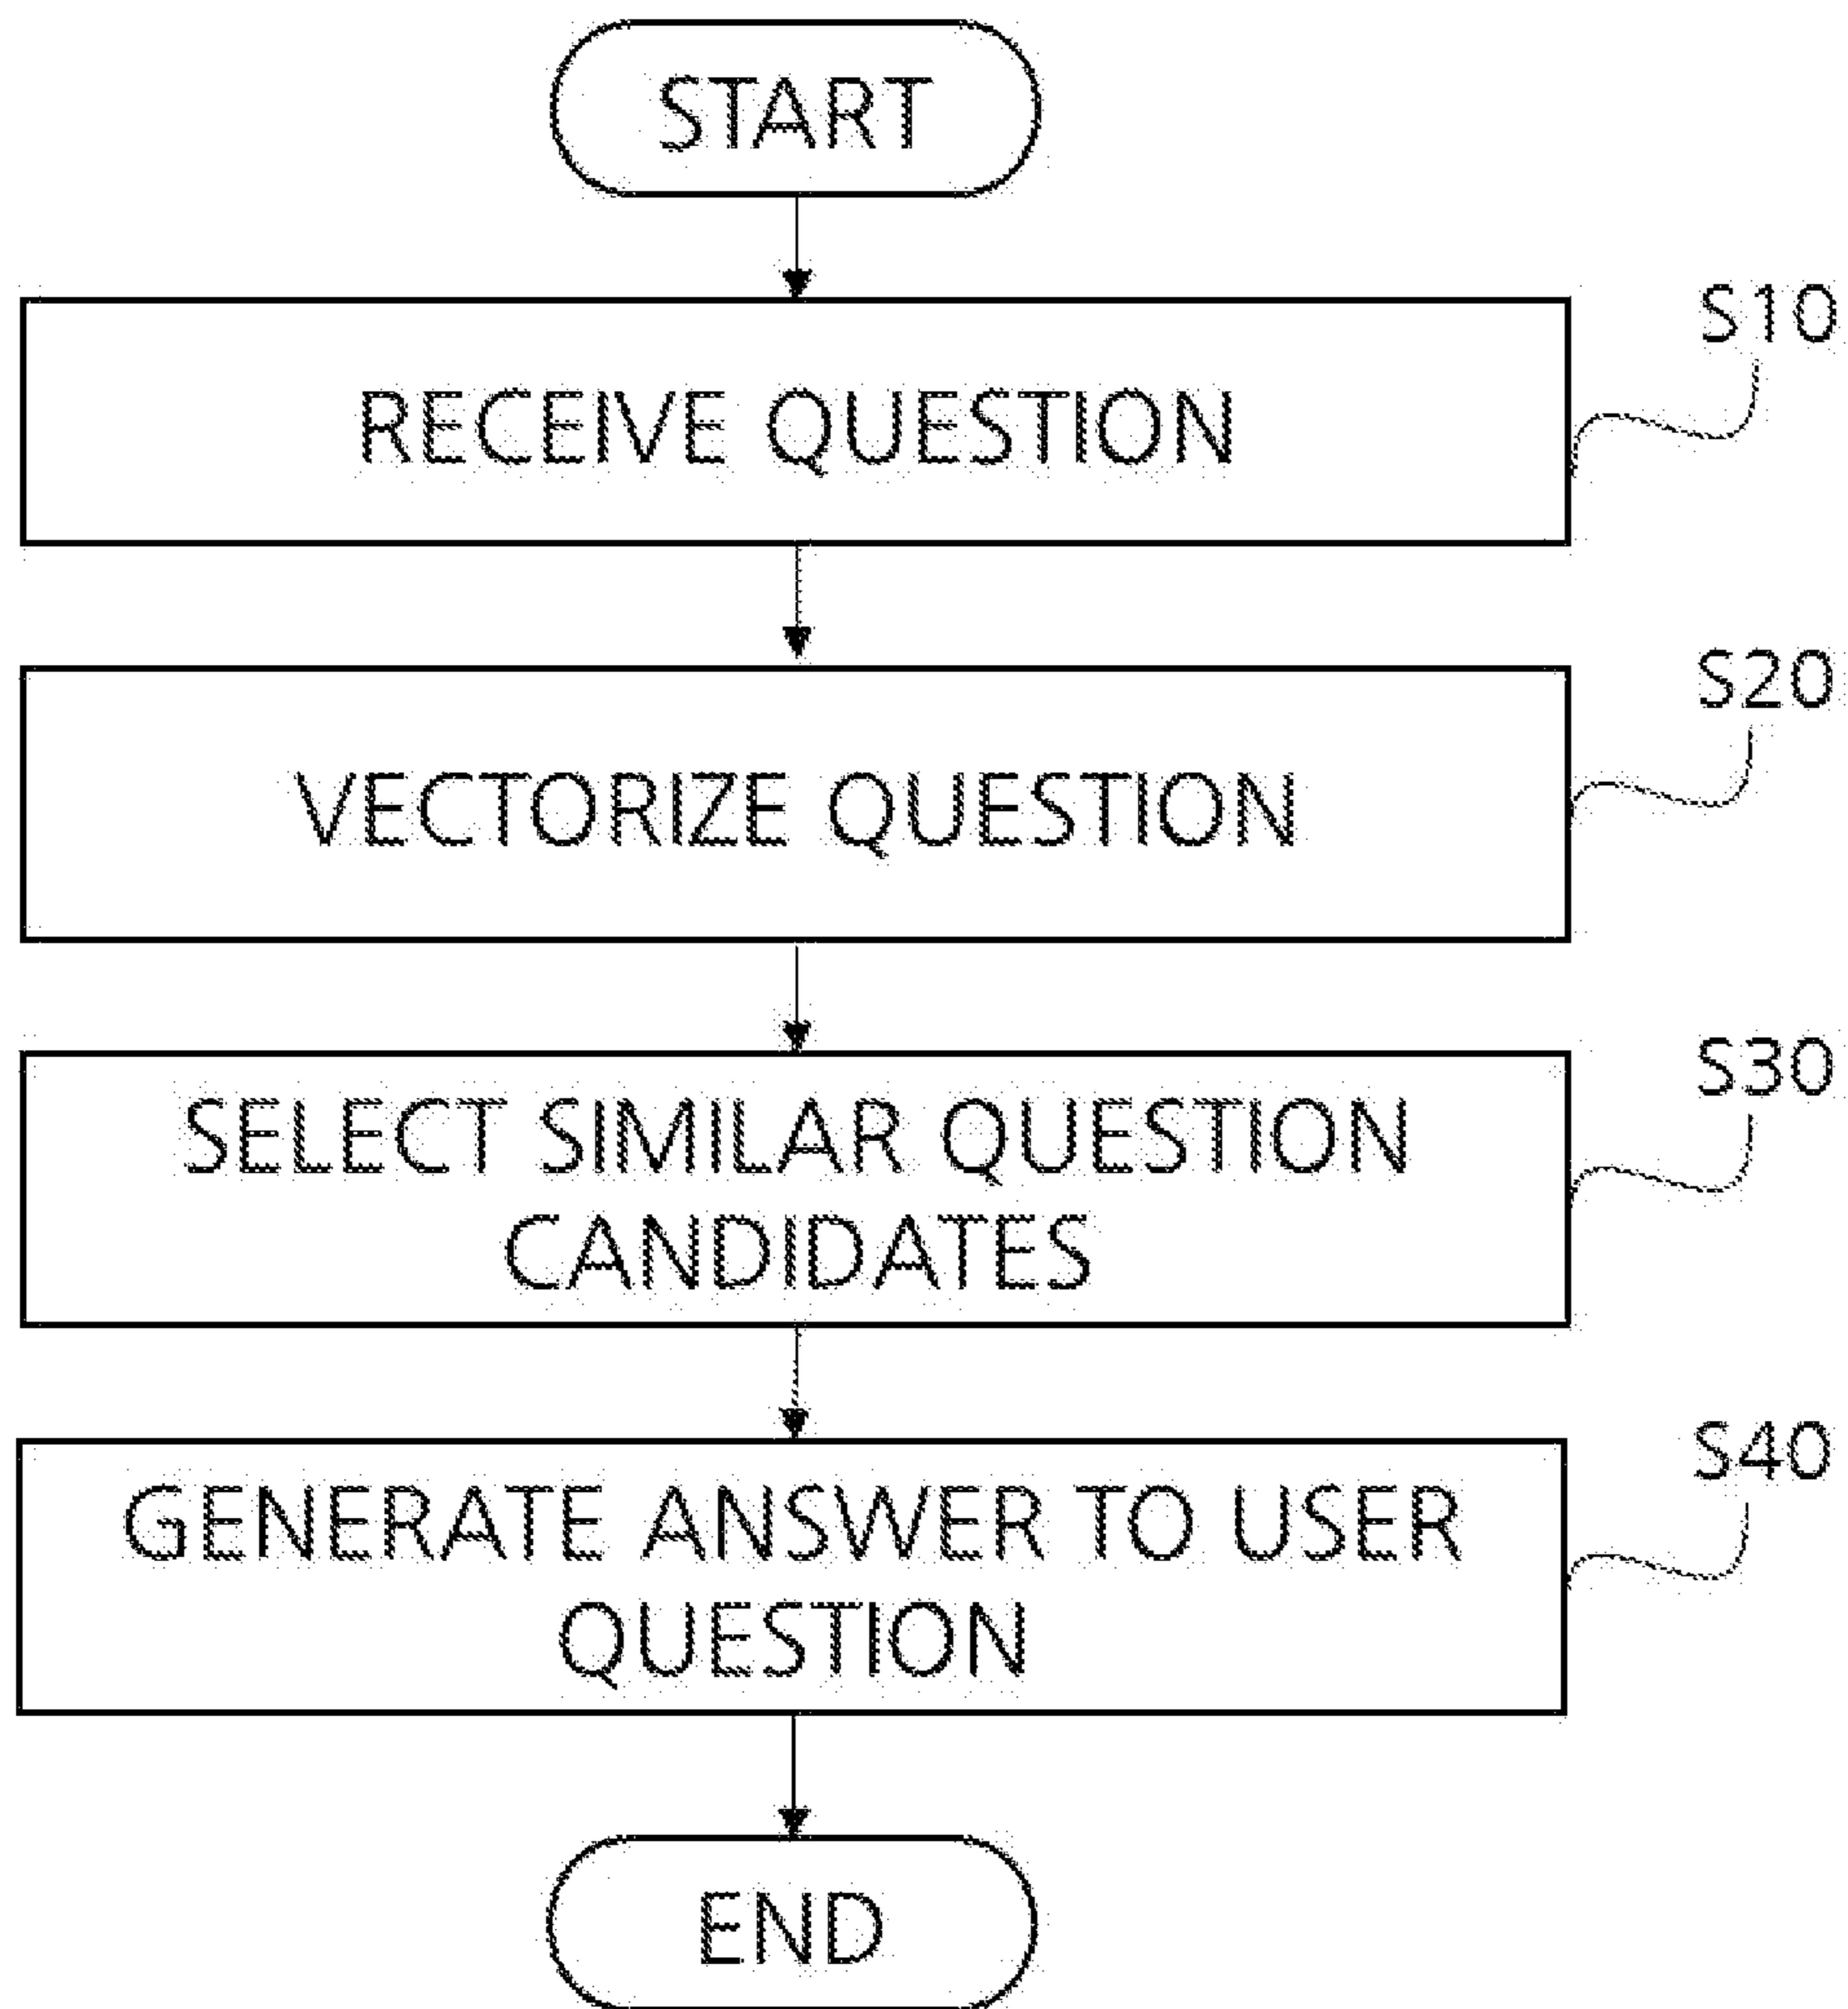 START
S10
RECEIVE QUESTION
S20
VECTORIZE QUESTION
S30
SELECT SIMILAR QUESTION
CANDIDATES
S40
GENERATE ANSWER TO USER
QUESTION
END